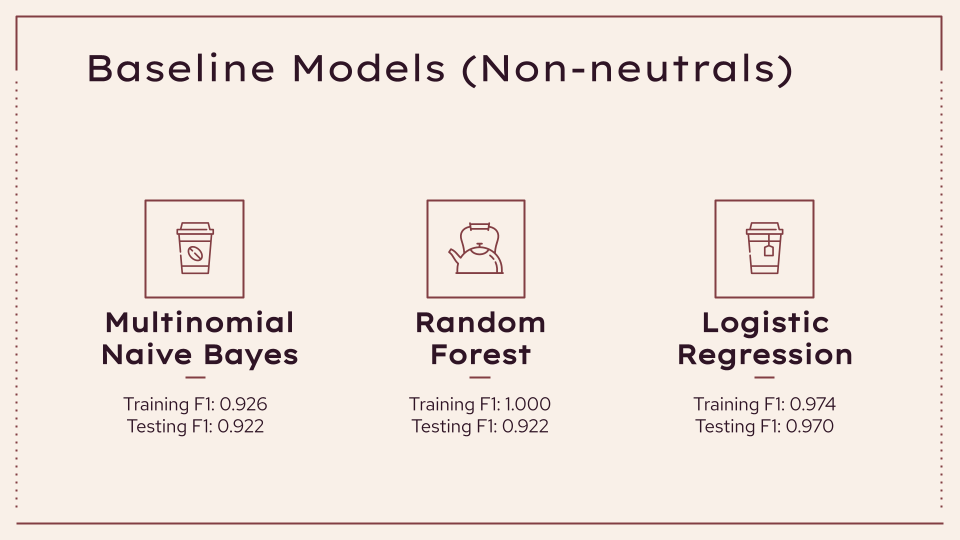 Baseline Models (Non-neutrals)
Multinomial
Naive Bayes
Training F1: 0.926
Testing F1: 0.922
Random
Forest
Training F1: 1.000
Testing F1: 0.922
Logistic
Regression
Training F1: 0.974
Testing F1: 0.970